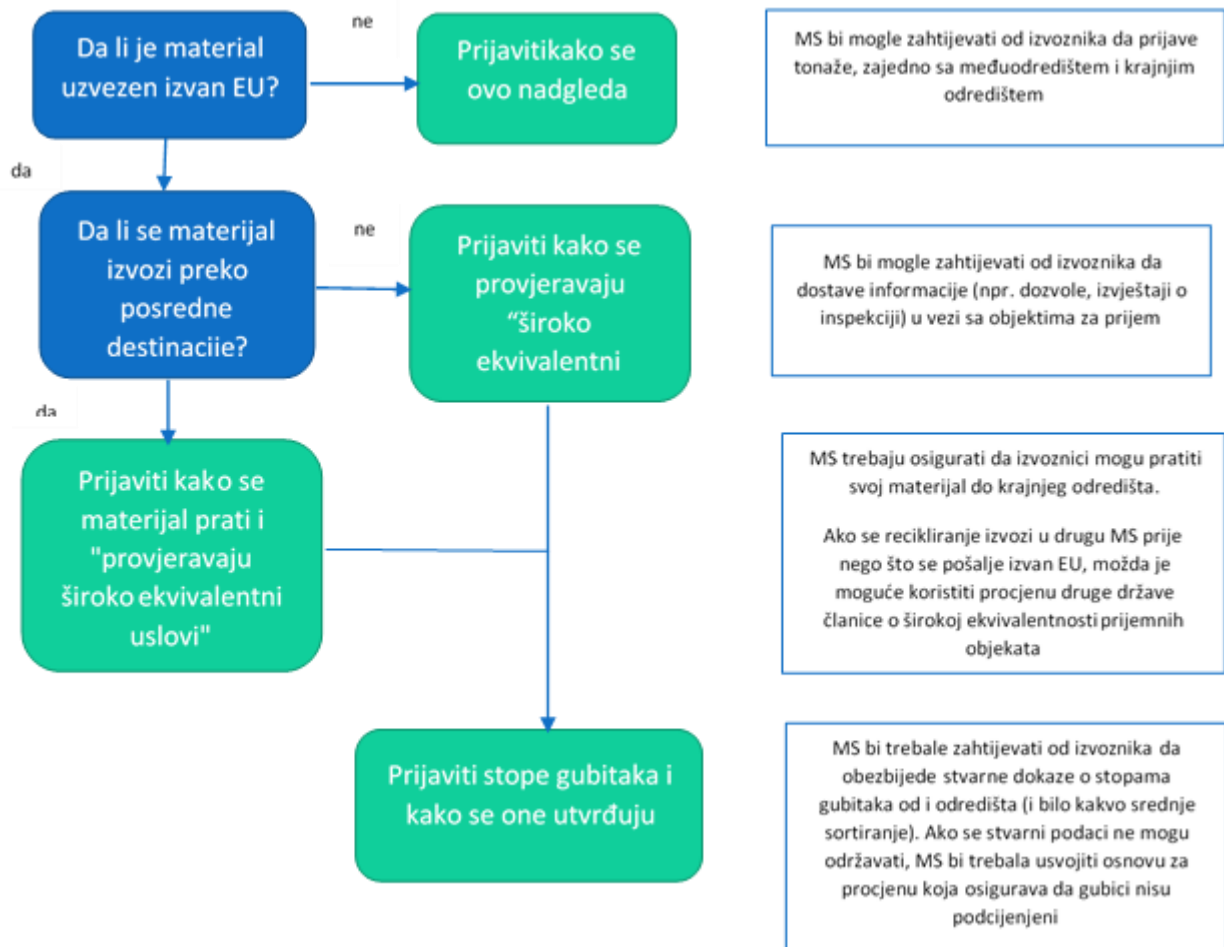 ne
Da li je material
uzvezen izvan EU?
Prijavitikako se
ovo nadgleda
MS bi mogle zahtijevati od izvoznika da prijave
tonaže, zajedno sa međuodredištem i krajnjim
odredištem
da
Da li se materijal
izvozi preko
posredne
destinacije?
ne
Prijaviti kako se
provjeravaju
“široko
ekvivalentni
MS bi mogle zahtijevati od izvoznika da
dostave informacije (npr. dozvole, izvještaji o
inspekciji) u vezi sa objektima za prijem
da
Prijaviti kako se
materijal prati i
"provjeravaju
široko ekvivalentni
uslovi"
MS trebaju osigurati da izvoznici mogu pratiti
svoj materijal do krajnjeg odredišta.
Ako se recikliranje izvozi u drugu MS prije
nego što se pošalje izvan EU, možda je
moguće koristiti procjenu druge države
članice o širokoj ekvivalentnosti prijemnih
objekata
Prijaviti stope gubitaka i
kako se one utvrđuju
MS bi trebale zahtijevati od izvoznika da
obezbijede stvarne dokaze o stopama
gubitaka od i odredišta (i bilo kakvo srednje
sortiranje). Ako se stvarni podaci ne mogu
održavati, MS bi trebala usvojiti osnovu za
procjenu koja osigurava da gubici nisu
podcijenjeni